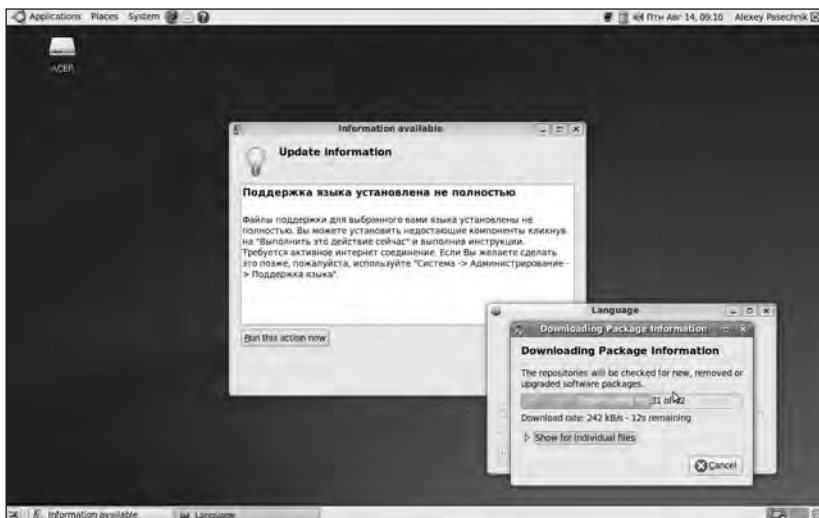 Applications Places System
Птн Авг 14, 09:10 Alexey Pasechnik
ACER
Information available
Update information
Поддержка языка установлена не полностью
Файлы поддержки для выбранного вами языка установлены не
полностью. Вы можете установить недостающие компоненты кликнув
на "Выполнить это действие сейчас" и выполнив инструкции.
Требуется активное интернет соединение. Если Вы желаете сделать
это позже, пожалуйста, используйте "Система -> Администрирование -
> Поддержка языка".
Run this action now
Language
Downloading Package Information
Downloading Package Information
The repositories will be checked for new, removed or
upgraded software packages.
31 of
Download rate: 242 kB/s - 12s remaining
Show for individual files
Cancel
Information available
Language